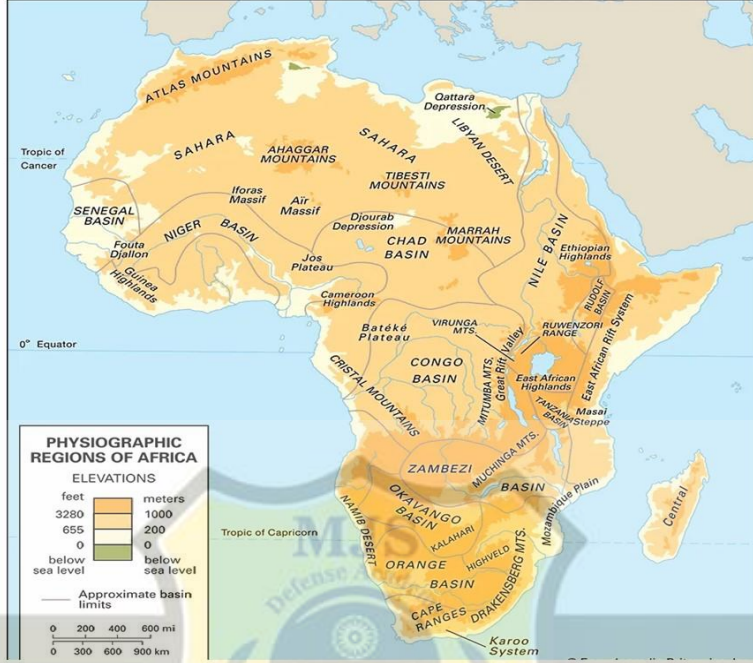 ATLAS MOUNTAINS
Qattara
Depression
SAHARA
SAHARA
LIBYAN DESERT
Tropic of
Cancer
AHAGGAR
MOUNTAINS
TIBESTI
MOUNTAINS
Iforas
Massif
Aïr
Massif
SENEGAL
BASIN
Djourab
Depression
NIGER BASIN
CHAD
BASIN
MARRAH
MOUNTAINS
NILE BASIN
Fouta
Djallon
Ethiopian
Highlands
Guinea
Highlands
Jos
Plateau
RUDOLF
BASIN
Cameroon
Highlands
East African Rift System
Batéké
Plateau
VIRUNGA
MTS.
RUWENZORI
RANGE
0° Equator
Great Rift Valley
CONGO
BASIN
MITUMBA MTS.
East African
Highlands
CRISTAL MOUNTAINS
TANZANIA
BASIN
Masai
Steppe
PHYSIOGRAPHIC
REGIONS OF AFRICA
ELEVATIONS
feet
meters
3280
1000
655
200
0
0
below
sea level
below
sea level
Approximate basin
limits
0 200 400 600 mi
0 300 600 900 km
ZAMBEZI
BASIN
MUCHINGA MTS.
Mozambique Plain
Central
OKAVANGO
BASIN
NAMIB DESERT
Tropic of Capricorn
KALAHARI
HIGHVELD
ORANGE
BASIN
DRAKENSBERG MTS.
CAPE
RANGES
Karoo
System
MJS
Defense